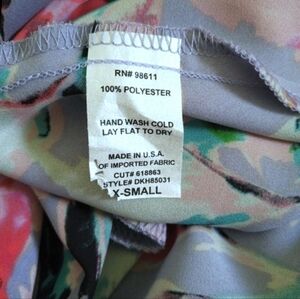 RN# 98611
100% POLYESTER
HAND WASH COLD
LAY FLAT TO DRY
MADE IN U.S.A.
OF IMPORTED FABRIC
CUT# 618863
STYLE# DKH85031
X-SMALL